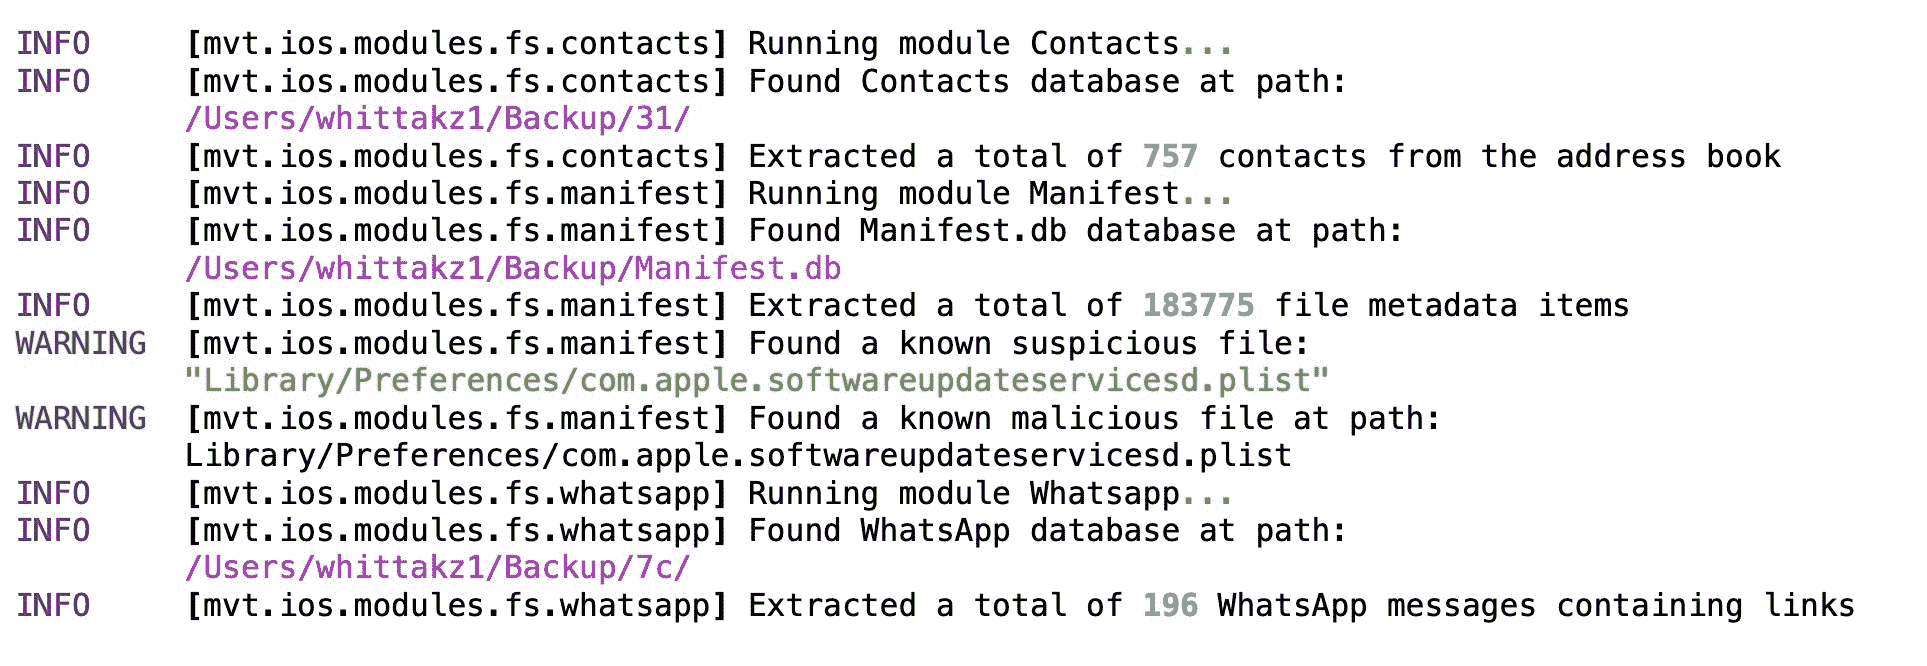 INFO [mvt.ios.modules.fs.contacts] Running module Contacts...
INFO [mvt.ios.modules.fs.contacts] Found Contacts database at path:
/Users/whittakz1/Backup/31/
INFO [mvt.ios.modules.fs.contacts] Extracted a total of 757 contacts from the address book
INFO [mvt.ios.modules.fs.manifest] Running module Manifest...
INFO [mvt.ios.modules.fs.manifest] Found Manifest.db database at path:
/Users/whittakz1/Backup/Manifest.db
INFO [mvt.ios.modules.fs.manifest] Extracted a total of 183775 file metadata items
WARNING [mvt.ios.modules.fs.manifest] Found a known suspicious file:
"Library/Preferences/com.apple.softwareupdateservicesd.plist"
WARNING [mvt.ios.modules.fs.manifest] Found a known malicious file at path:
Library/Preferences/com.apple.softwareupdateservicesd.plist
INFO [mvt.ios.modules.fs.whatsapp] Running module Whatsapp...
INFO [mvt.ios.modules.fs.whatsapp] Found WhatsApp database at path:
/Users/whittakz1/Backup/7c/
INFO [mvt.ios.modules.fs.whatsapp] Extracted a total of 196 WhatsApp messages containing links